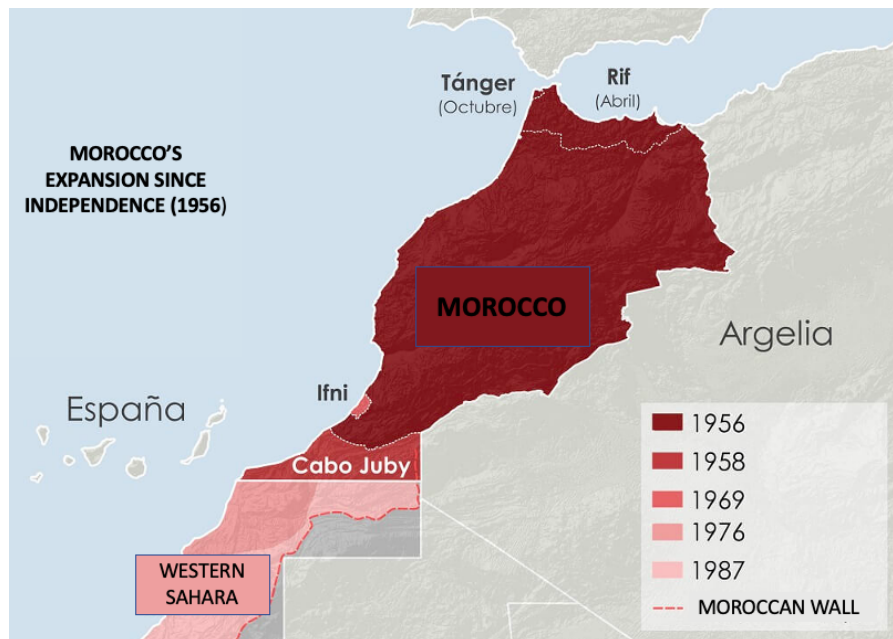 Tánger
(Octubre)
Rif
(Abril)
MOROCCO'S
EXPANSION SINCE
INDEPENDENCE (1956)
MOROCCO
Argelia
Ifni
España
Cabo Juby
WESTERN
SAHARA
1956
1958
1969
1976
1987
MOROCCAN WALL